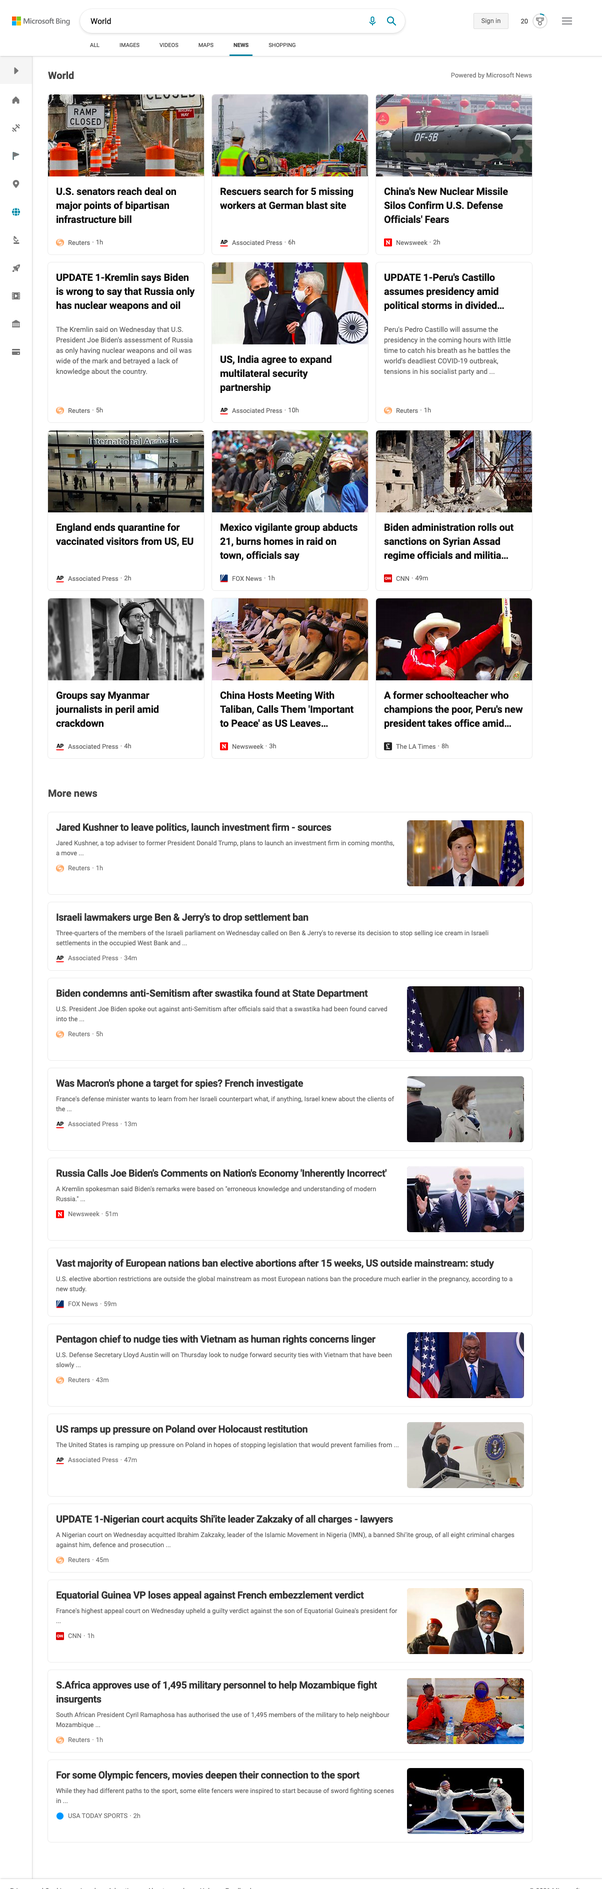 Microsoft Bing
World
Sign in
20
ALL
IMAGES
VIDEOS
MAPS
NEWS
SHOPPING
World
Powered by Microsoft News
RAMP
CLOSED
CLOSED
DF-5B
U.S. senators reach deal on
major points of bipartisan
infrastructure bill
Reuters · 1h
Rescuers search for 5 missing
workers at German blast site
AP Associated Press · 6h
China's New Nuclear Missile
Silos Confirm U.S. Defense
Officials' Fears
N Newsweek · 2h
UPDATE 1-Kremlin says Biden
is wrong to say that Russia only
has nuclear weapons and oil
The Kremlin said on Wednesday that U.S.
President Joe Biden's assessment of Russia
as only having nuclear weapons and oil was
wide of the mark and betrayed a lack of
knowledge about the country.
Reuters · 5h
US, India agree to expand
multilateral security
partnership
AP Associated Press · 10h
UPDATE 1-Peru's Castillo
assumes presidency amid
political storms in divided...
Peru's Pedro Castillo will assume the
presidency in the coming hours with little
time to catch his breath as he battles the
world's deadliest COVID-19 outbreak,
tensions in his socialist party and ...
Reuters · 1h
International Arrivals
England ends quarantine for
vaccinated visitors from US, EU
AP Associated Press · 2h
Mexico vigilante group abducts
21, burns homes in raid on
town, officials say
FOX News · 1h
Biden administration rolls out
sanctions on Syrian Assad
regime officials and militia...
CNN CNN · 49m
Groups say Myanmar
journalists in peril amid
crackdown
AP Associated Press · 4h
China Hosts Meeting With
Taliban, Calls Them 'Important
to Peace' as US Leaves...
N Newsweek · 3h
A former schoolteacher who
champions the poor, Peru's new
president takes office amid...
The LA Times · 8h
More news
Jared Kushner to leave politics, launch investment firm - sources
Jared Kushner, a top adviser to former President Donald Trump, plans to launch an investment firm in coming months,
a move ...
Reuters · 1h
Israeli lawmakers urge Ben & Jerry's to drop settlement ban
Three-quarters of the members of the Israeli parliament on Wednesday called on Ben & Jerry's to reverse its decision to stop selling ice cream in Israeli
settlements in the occupied West Bank and ...
AP Associated Press · 34m
Biden condemns anti-Semitism after swastika found at State Department
U.S. President Joe Biden spoke out against anti-Semitism after officials said that a swastika had been found carved
into the ...
Reuters · 5h
Was Macron's phone a target for spies? French investigate
France's defense minister wants to learn from her Israeli counterpart what, if anything, Israel knew about the clients of
the ...
AP Associated Press · 13m
Russia Calls Joe Biden's Comments on Nation's Economy 'Inherently Incorrect'
A Kremlin spokesman said Biden's remarks were based on "erroneous knowledge and understanding of modern
Russia." ...
N Newsweek · 51m
Vast majority of European nations ban elective abortions after 15 weeks, US outside mainstream: study
U.S. elective abortion restrictions are outside the global mainstream as most European nations ban the procedure much earlier in the pregnancy, according to a
new study.
FOX News · 59m
Pentagon chief to nudge ties with Vietnam as human rights concerns linger
U.S. Defense Secretary Lloyd Austin will on Thursday look to nudge forward security ties with Vietnam that have been
slowly ...
Reuters · 43m
US ramps up pressure on Poland over Holocaust restitution
The United States is ramping up pressure on Poland in hopes of stopping legislation that would prevent families from ...
AP Associated Press · 47m
UPDATE 1-Nigerian court acquits Shi'ite leader Zakzaky of all charges - lawyers
A Nigerian court on Wednesday acquitted Ibrahim Zakzaky, leader of the Islamic Movement in Nigeria (IMN), a banned Shi'ite group, of all eight criminal charges
against him, defence and prosecution ...
Reuters · 45m
Equatorial Guinea VP loses appeal against French embezzlement verdict
France's highest appeal court on Wednesday upheld a guilty verdict against the son of Equatorial Guinea's president for
...
CNN CNN · 1h
S.Africa approves use of 1,495 military personnel to help Mozambique fight
insurgents
South African President Cyril Ramaphosa has authorised the use of 1,495 members of the military to help neighbour
Mozambique ...
Reuters · 1h
For some Olympic fencers, movies deepen their connection to the sport
While they had different paths to the sport, some elite fencers were inspired to start because of sword fighting scenes
in ...
USA TODAY SPORTS · 2h